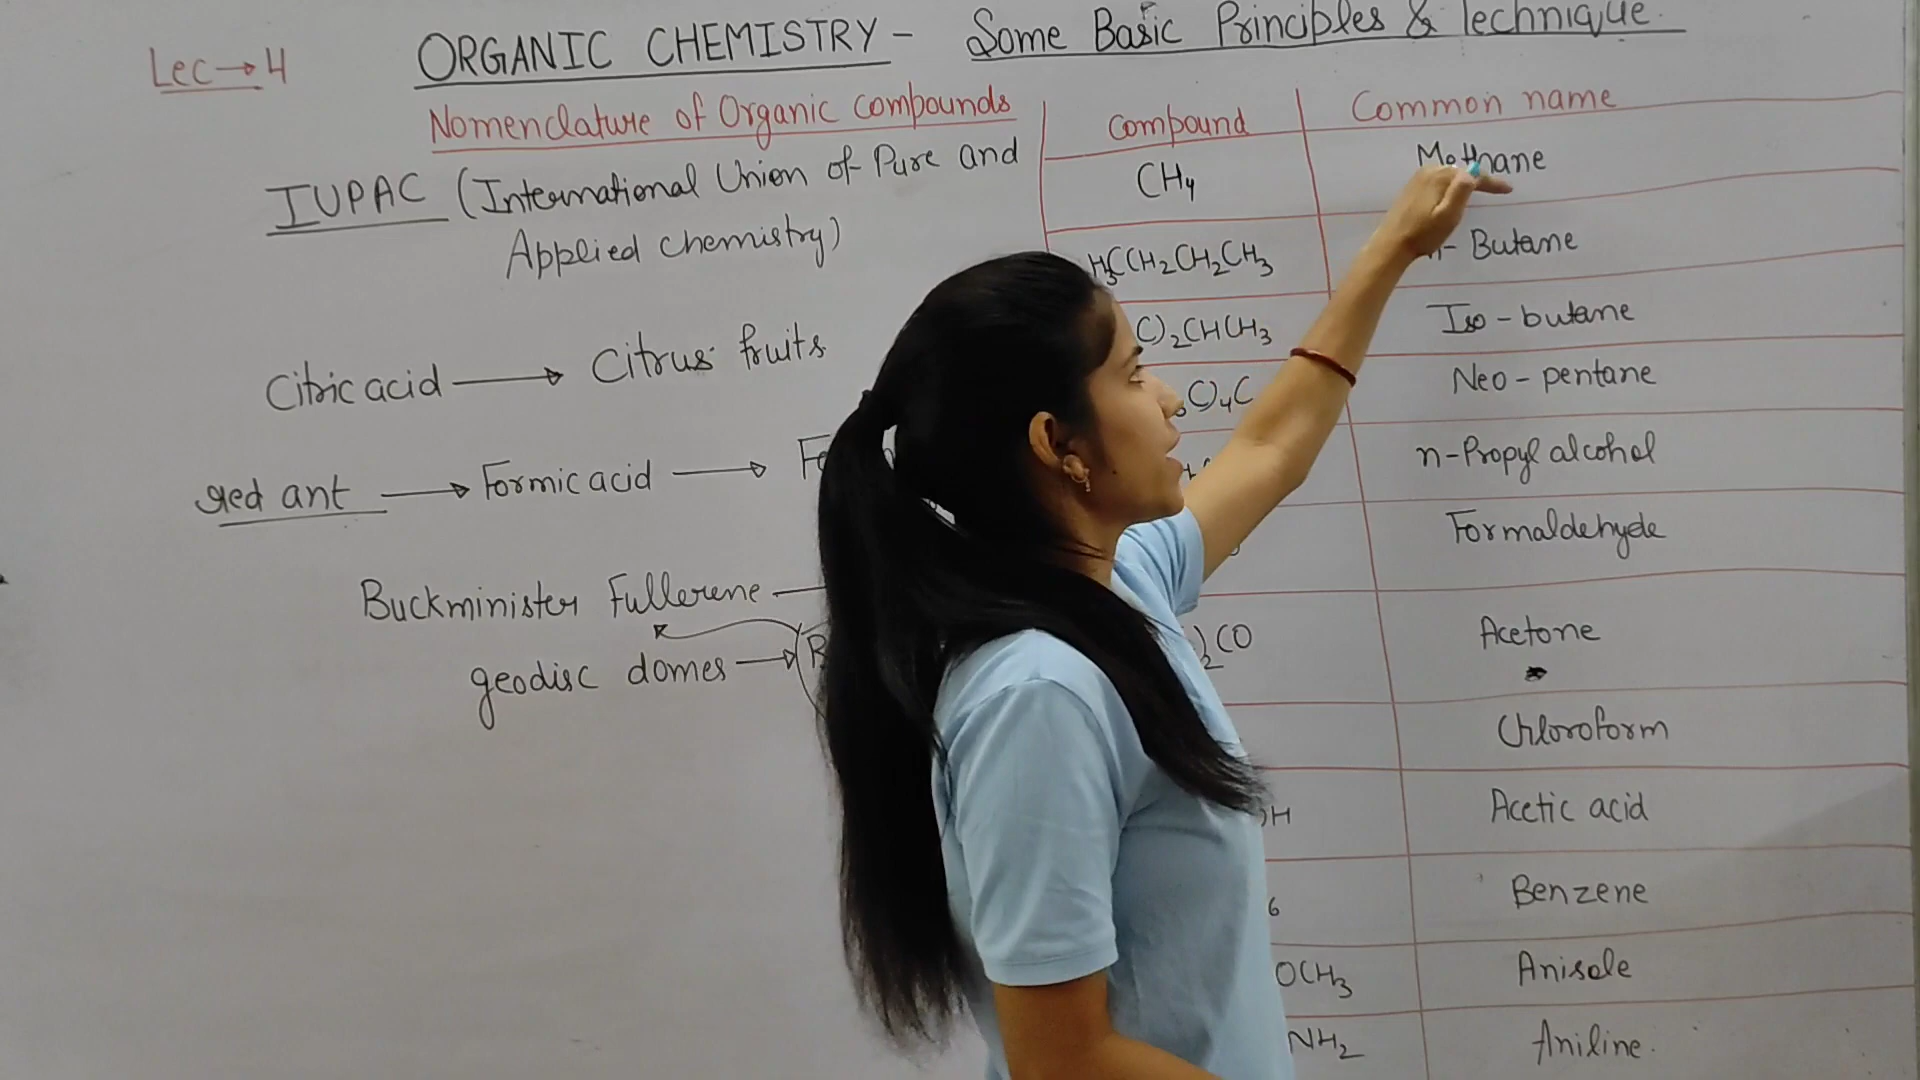 Lec → 4
ORGANIC CHEMISTRY - Some Basic Principles & Technique.
Nomenclature of Organic compounds
IUPAC (International Union of Pure and
Applied chemistry)
Citric acid → Citrus fruits
red ant → Formic acid →
Buckminister Fullerene
geodisc domes →
Compound Common name
CH4 Methane
H3CCH2CH2CH3 n- Butane
C)2CHCH3 Iso - butane
C)4C Neo - pentane
n-Propyl alcohol
Formaldehyde
)2CO Acetone
Chloroform
OH Acetic acid
6 Benzene
OCH3 Anisole
NH2 Aniline.